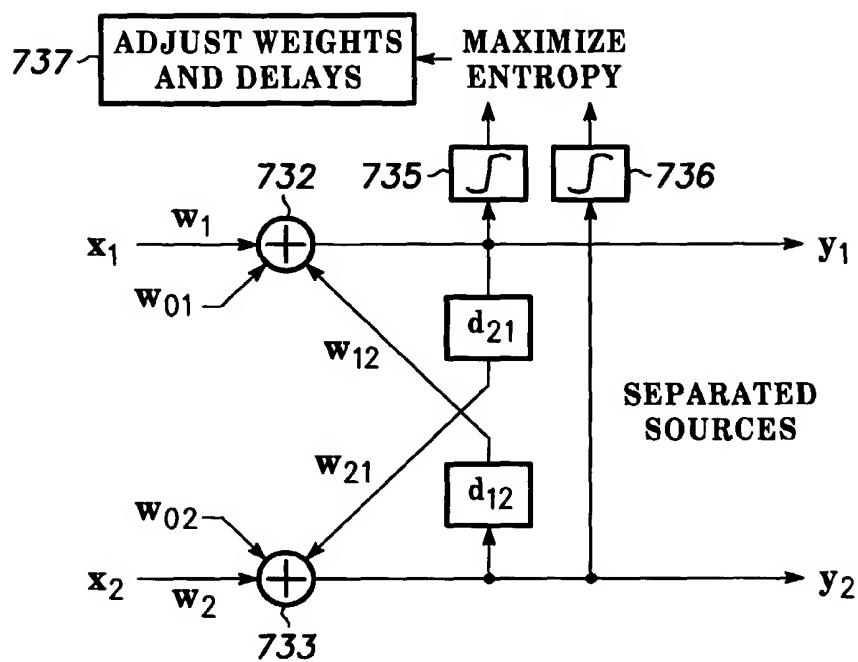 737
ADJUST WEIGHTS
AND DELAYS
MAXIMIZE
ENTROPY
732
735
736
x1
w1
w01
y1
d21
w12
SEPARATED
SOURCES
w21
d12
w02
x2
w2
y2
733